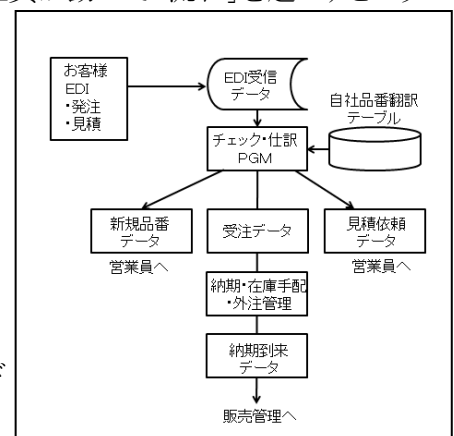 お客様
EDI
・発注
・見積
EDI受信
データ
自社品番翻訳
テーブル
チェック・仕訳
PGM
新規品番
データ
営業員へ
受注データ
見積依頼
データ
営業員へ
納期・在庫手配
・外注管理
納期到来
データ
販売管理へ